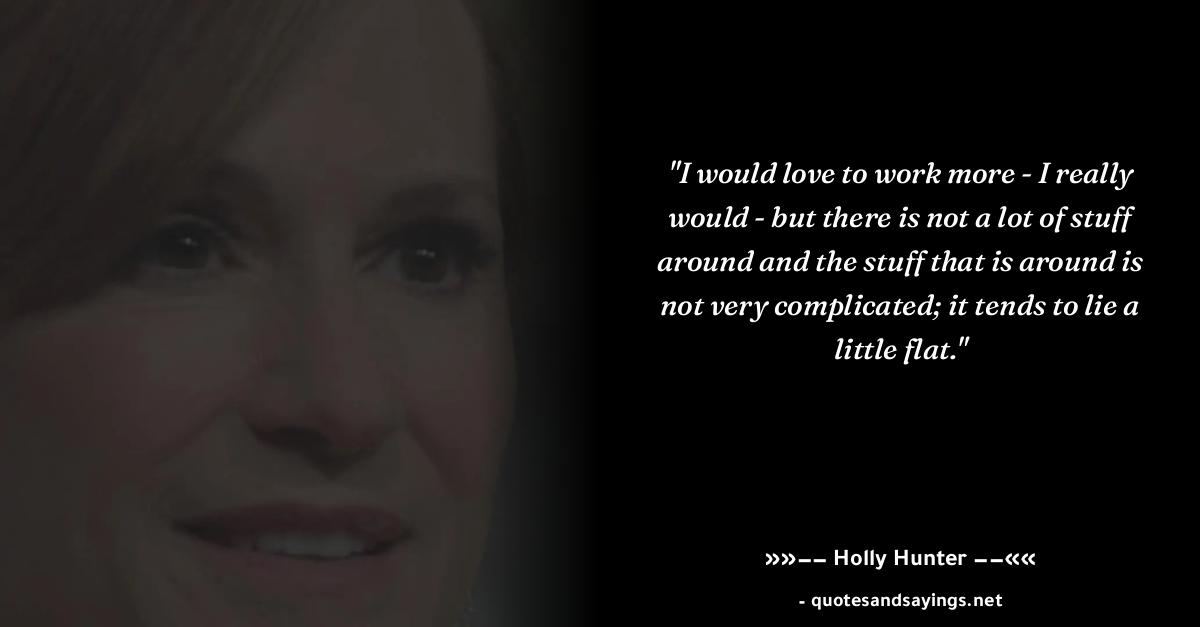 "I would love to work more - I really
would - but there is not a lot of stuff
around and the stuff that is around is
not very complicated; it tends to lie a
little flat."
»»−− Holly Hunter −−««
- quotesandsayings.net